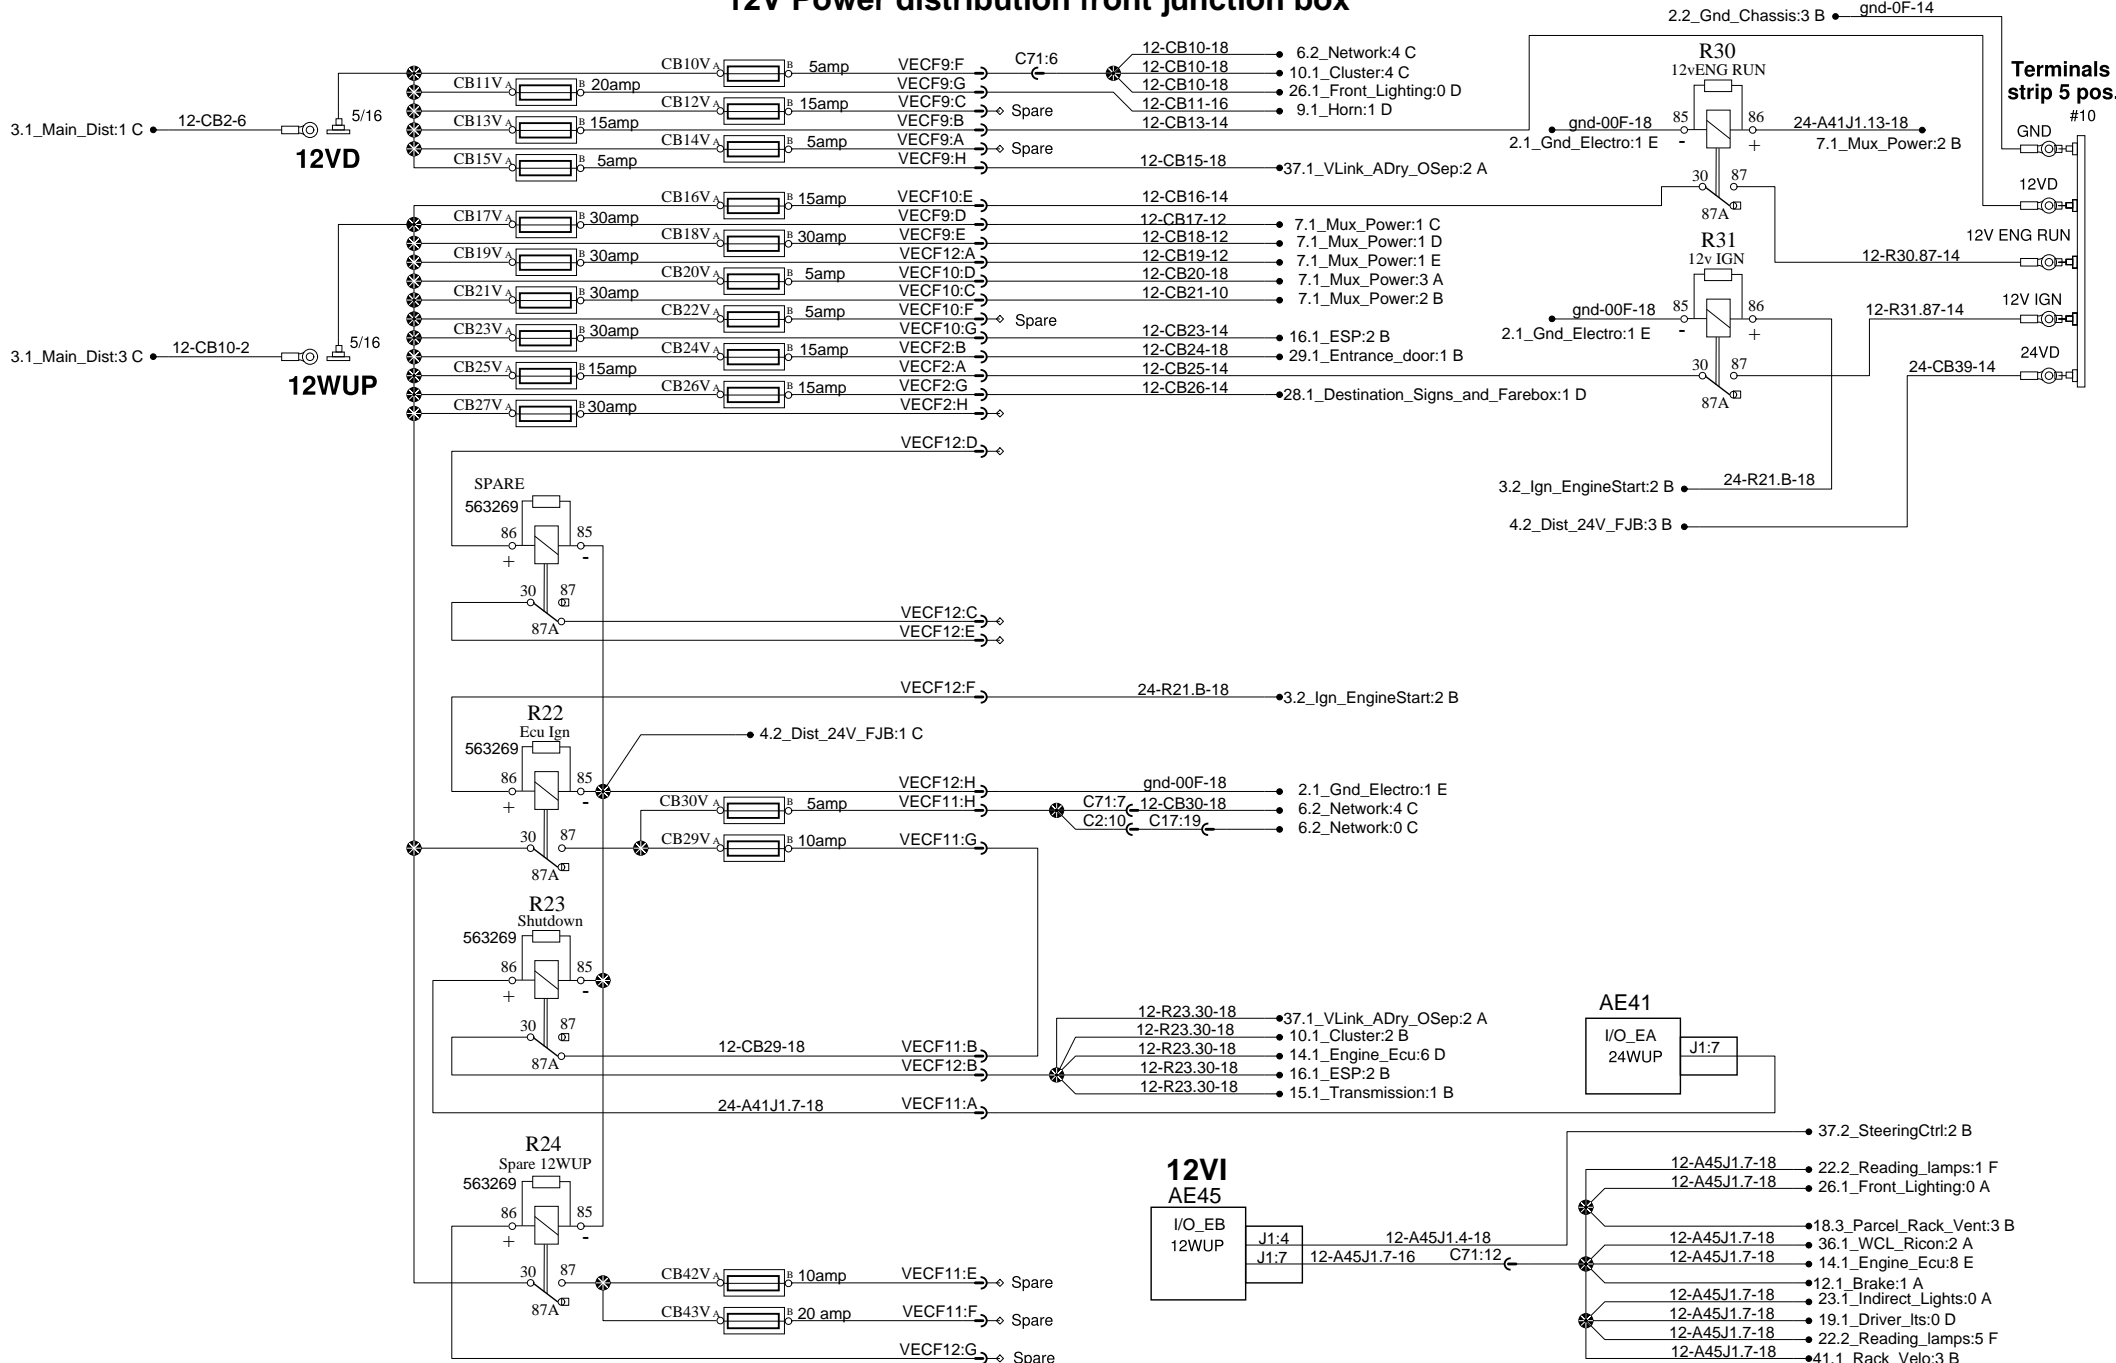 12V Power distribution front junction box
2.2_Gnd_Chassis:3 B
gnd-0F-14
Terminals
strip 5 pos.
#10
GND
12VD
12V ENG RUN
12V IGN
24VD
3.1_Main_Dist:1 C
12-CB2-6
5/16
12VD
CB10V A B 5amp VECF9:F C71:6
12-CB10-18 6.2_Network:4 C
12-CB10-18 10.1_Cluster:4 C
12-CB10-18 26.1_Front_Lighting:0 D
CB11V A B 20amp VECF9:G 12-CB11-16 9.1_Horn:1 D
CB12V A B 15amp VECF9:C Spare
CB13V A B 15amp VECF9:B 12-CB13-14
CB14V A B 5amp VECF9:A Spare
CB15V A B 5amp VECF9:H 12-CB15-18 37.1_VLink_ADry_OSep:2 A
3.1_Main_Dist:3 C
12-CB10-2
5/16
12WUP
CB16V A B 15amp VECF10:E 12-CB16-14
CB17V A B 30amp VECF9:D 12-CB17-12 7.1_Mux_Power:1 C
CB18V A B 30amp VECF9:E 12-CB18-12 7.1_Mux_Power:1 D
CB19V A B 30amp VECF12:A 12-CB19-12 7.1_Mux_Power:1 E
CB20V A B 5amp VECF10:D 12-CB20-18 7.1_Mux_Power:3 A
CB21V A B 30amp VECF10:C 12-CB21-10 7.1_Mux_Power:2 B
CB22V A B 5amp VECF10:F Spare
CB23V A B 30amp VECF10:G 12-CB23-14 16.1_ESP:2 B
CB24V A B 15amp VECF2:B 12-CB24-18 29.1_Entrance_door:1 B
CB25V A B 15amp VECF2:A 12-CB25-14
CB26V A B 15amp VECF2:G 12-CB26-14 28.1_Destination_Signs_and_Farebox:1 D
CB27V A B 30amp VECF2:H
R30
12vENG RUN
gnd-00F-18 85 86 24-A41J1.13-18
2.1_Gnd_Electro:1 E - + 7.1_Mux_Power:2 B
30 87
87A
12-R30.87-14
R31
12v IGN
gnd-00F-18 85 86
2.1_Gnd_Electro:1 E - +
30 87
87A
12-R31.87-14
24-CB39-14
3.2_Ign_EngineStart:2 B 24-R21.B-18
4.2_Dist_24V_FJB:3 B
VECF12:D
SPARE
563269
86 85
+ -
30 87
87A
VECF12:C
VECF12:E
VECF12:F 24-R21.B-18 3.2_Ign_EngineStart:2 B
R22
Ecu Ign
563269
4.2_Dist_24V_FJB:1 C
86 85
+ -
VECF12:H gnd-00F-18 2.1_Gnd_Electro:1 E
CB30V A B 5amp VECF11:H C71:7 12-CB30-18 6.2_Network:4 C
C2:10 C17:19 6.2_Network:0 C
30 87
87A
CB29V A B 10amp VECF11:G
R23
Shutdown
563269
86 85
+ -
30 87
87A
12-CB29-18 VECF11:B
VECF12:B
12-R23.30-18 37.1_VLink_ADry_OSep:2 A
12-R23.30-18 10.1_Cluster:2 B
12-R23.30-18 14.1_Engine_Ecu:6 D
12-R23.30-18 16.1_ESP:2 B
12-R23.30-18 15.1_Transmission:1 B
24-A41J1.7-18 VECF11:A
AE41
I/O_EA
24WUP
J1:7
R24
Spare 12WUP
563269
86 85
+ -
30 87
87A
CB42V A B 10amp VECF11:E Spare
CB43V A B 20 amp VECF11:F Spare
VECF12:G Spare
12VI
AE45
I/O_EB
12WUP
J1:4 12-A45J1.4-18
J1:7 12-A45J1.7-16 C71:12
37.2_SteeringCtrl:2 B
12-A45J1.7-18 22.2_Reading_lamps:1 F
12-A45J1.7-18 26.1_Front_Lighting:0 A
18.3_Parcel_Rack_Vent:3 B
12-A45J1.7-18 36.1_WCL_Ricon:2 A
12-A45J1.7-18 14.1_Engine_Ecu:8 E
12.1_Brake:1 A
12-A45J1.7-18 23.1_Indirect_Lights:0 A
12-A45J1.7-18 19.1_Driver_lts:0 D
12-A45J1.7-18 22.2_Reading_lamps:5 F
12-A45J1.7-18 41.1_Rack_Velo:3 B